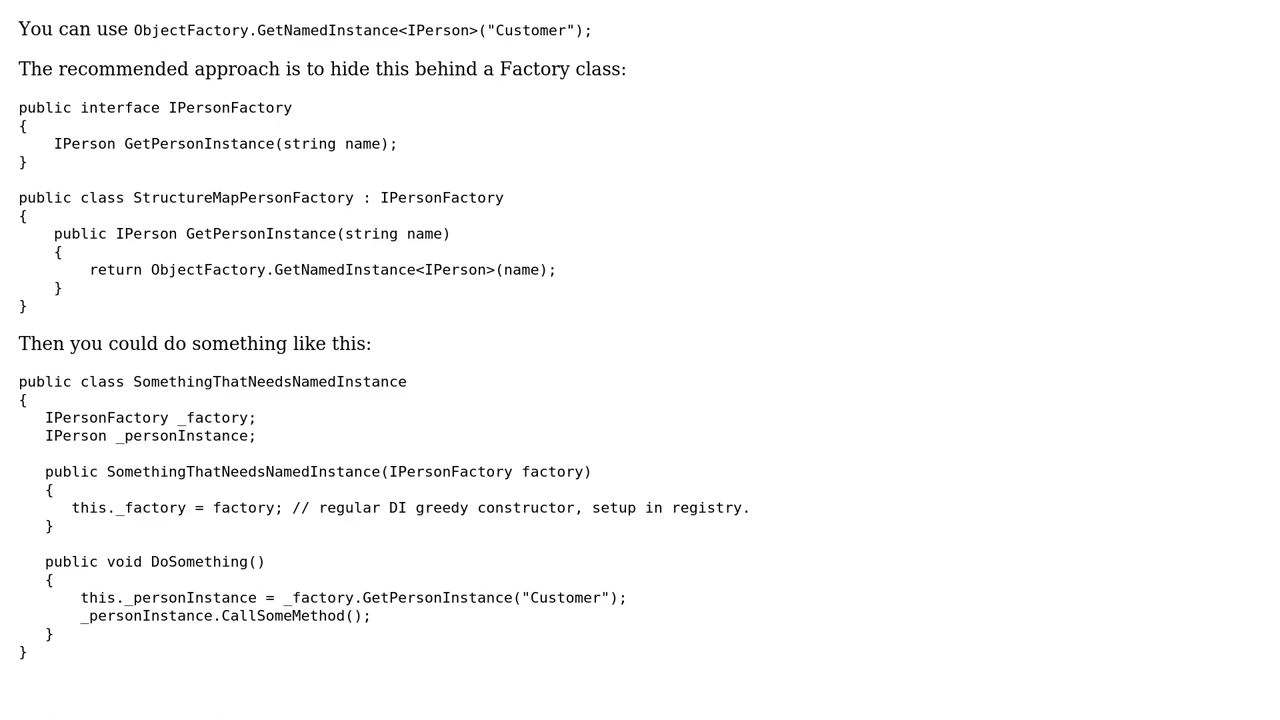 You can use ObjectFactory.GetNamedInstance<IPerson>("Customer");
The recommended approach is to hide this behind a Factory class:
public interface IPersonFactory
{
    IPerson GetPersonInstance(string name);
}
public class StructureMapPersonFactory : IPersonFactory
{
    public IPerson GetPersonInstance(string name)
    {
        return ObjectFactory.GetNamedInstance<IPerson>(name);
    }
}
Then you could do something like this:
public class SomethingThatNeedsNamedInstance
{
   IPersonFactory _factory;
   IPerson _personInstance;
   public SomethingThatNeedsNamedInstance(IPersonFactory factory)
   {
      this._factory = factory; // regular DI greedy constructor, setup in registry.
   }
   public void DoSomething()
   {
       this._personInstance = _factory.GetPersonInstance("Customer");
       _personInstance.CallSomeMethod();
   }
}